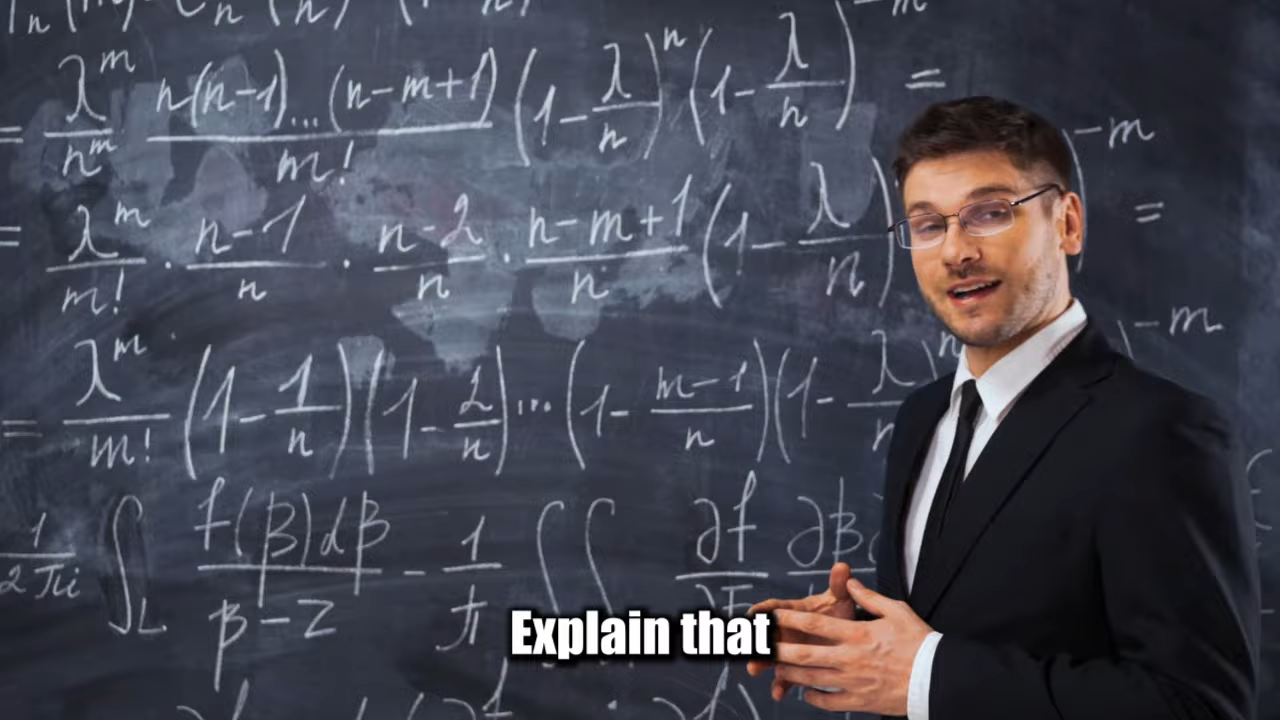 = λ^m / n^m n(n-1)...(n-m+1) / m! (1 - λ/n)^n (1 - λ/n)^-m =
= λ^m / m! · n-1 / n · n-2 / n · n-m+1 / n (1 - λ/n) -m =
= λ^m / m! (1 - 1/n)(1 - 2/n)...(1 - m-1 / n)(1 - λ/n)^n -m
1 / 2πi ∫L f(β)dβ / β-z - 1 / π ∫∫ ∂f ∂β
Explain that